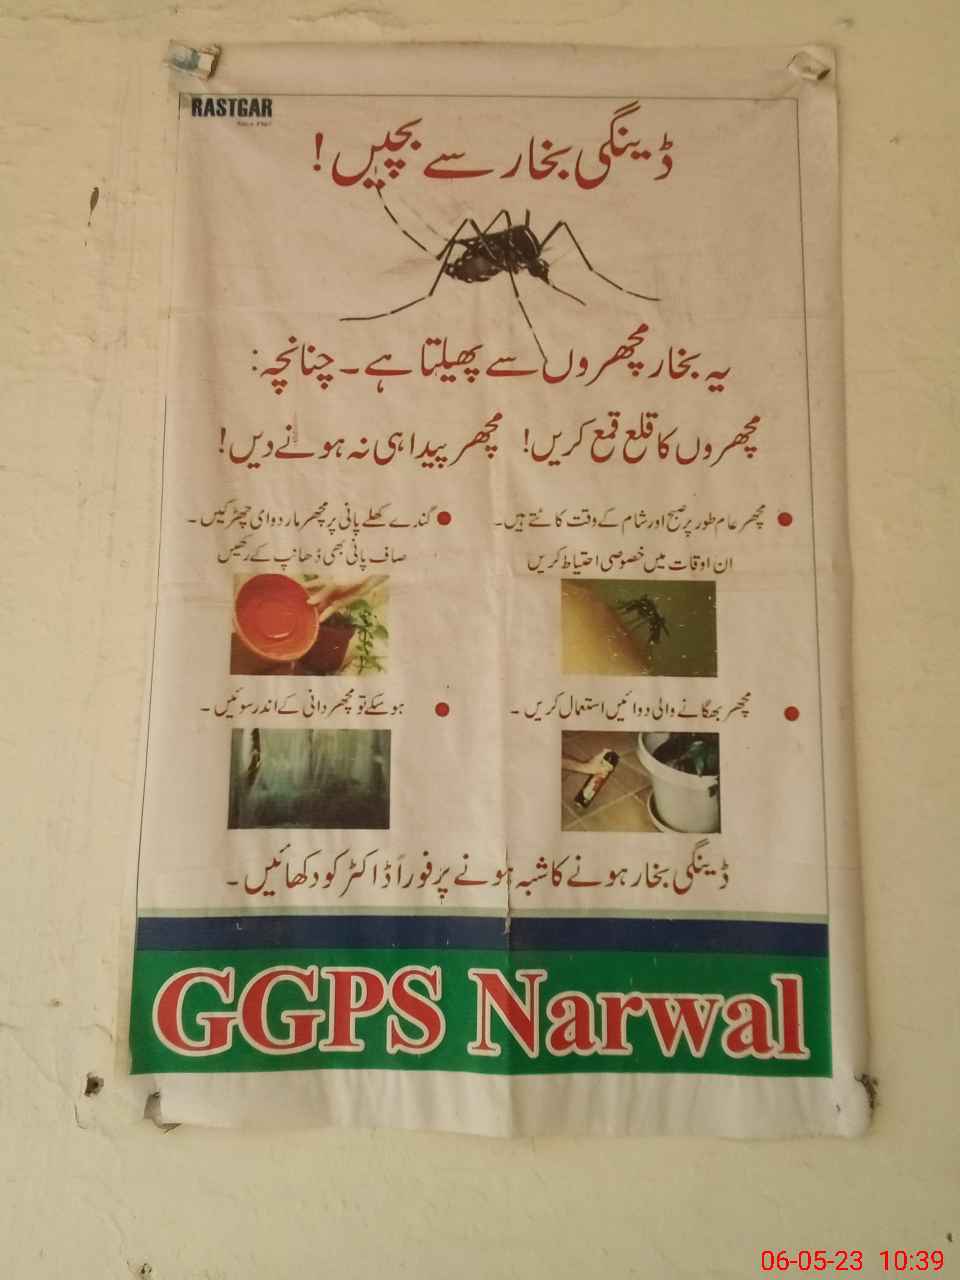 RASTGAR
ڈینگی بخار سے بچیں!
یہ بخار مچھروں سے پھیلتا ہے۔ چنانچہ:
مچھروں کا قلع قمع کریں! مچھر پیدا ہی نہ ہونے دیں!
مچھر عام طور پر صبح اور شام کے وقت کاٹتے ہیں۔
ان اوقات میں خصوصی احتیاط کریں
گندے کھلے پانی پر مچھر مار دوای چھڑکیں۔
صاف پانی بھی ڈھانپ کے رکھیں
مچھر بھگانے والی دوائیں استعمال کریں۔
ہوسکے تو مچھر دانی کے اندر سوئیں۔
ڈینگی بخار ہونے کا شبہ ہونے پر فوراً ڈاکٹر کو دکھائیں۔
GGPS Narwal
06-05-23 10:39